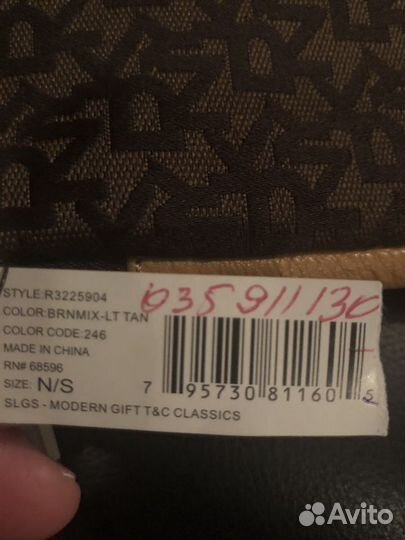 STYLE:R3225904
035 911130
COLOR:BRNMIX-LT TAN
COLOR CODE:246
MADE IN CHINA
RN# 68596
SIZE: N/S
7 95730 81160 5
SLGS - MODERN GIFT T&C CLASSICS
Avito